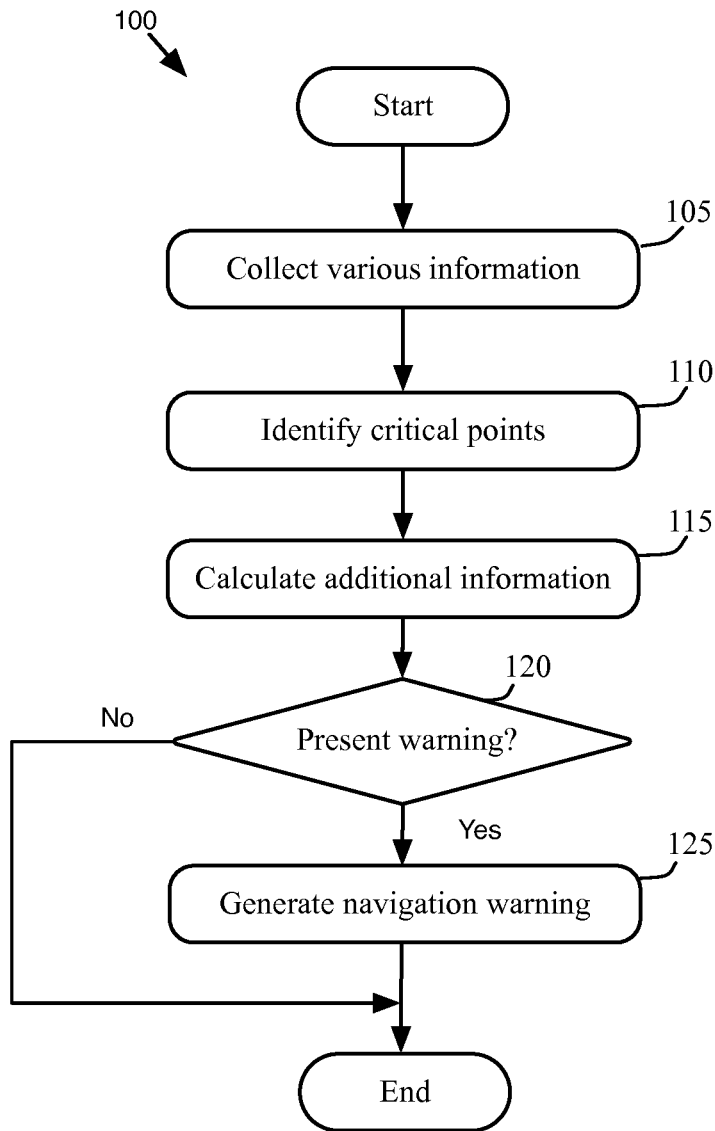 100
Start
105
Collect various information
110
Identify critical points
115
Calculate additional information
120
No
Present warning?
Yes
125
Generate navigation warning
End